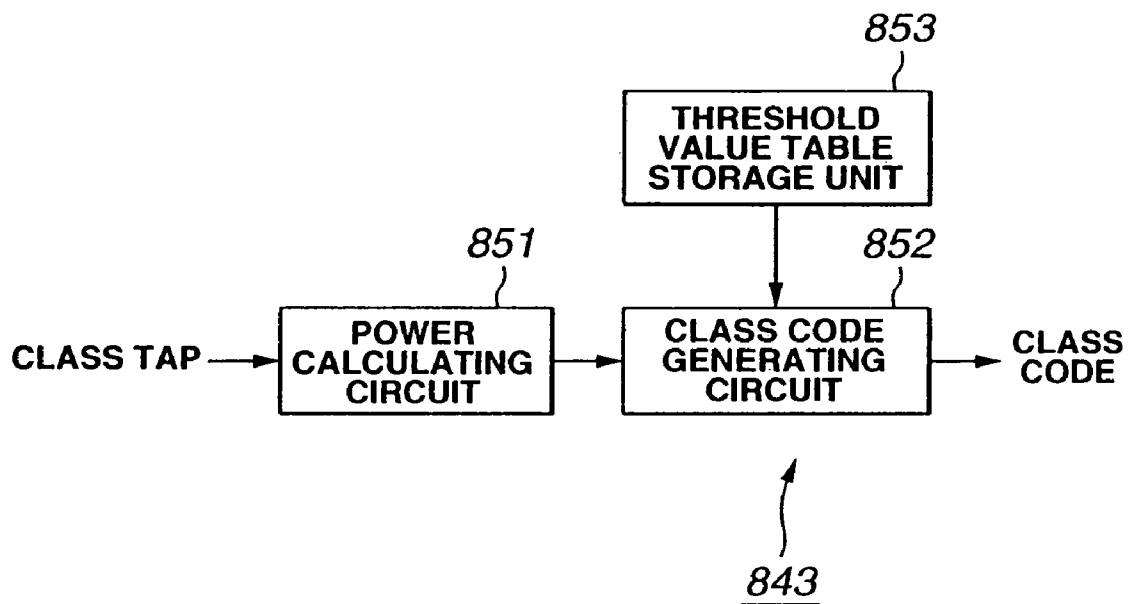 853
THRESHOLD
VALUE TABLE
STORAGE UNIT
851
852
CLASS TAP
POWER
CALCULATING
CIRCUIT
CLASS CODE
GENERATING
CIRCUIT
CLASS
CODE
843